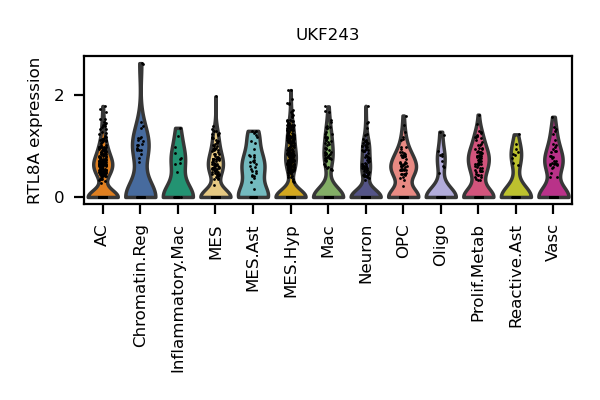 UKF243
RTL8A expression
2
0
AC
Chromatin.Reg
Inflammatory.Mac
MES
MES.Ast
MES.Hyp
Mac
Neuron
OPC
Oligo
Prolif.Metab
Reactive.Ast
Vasc